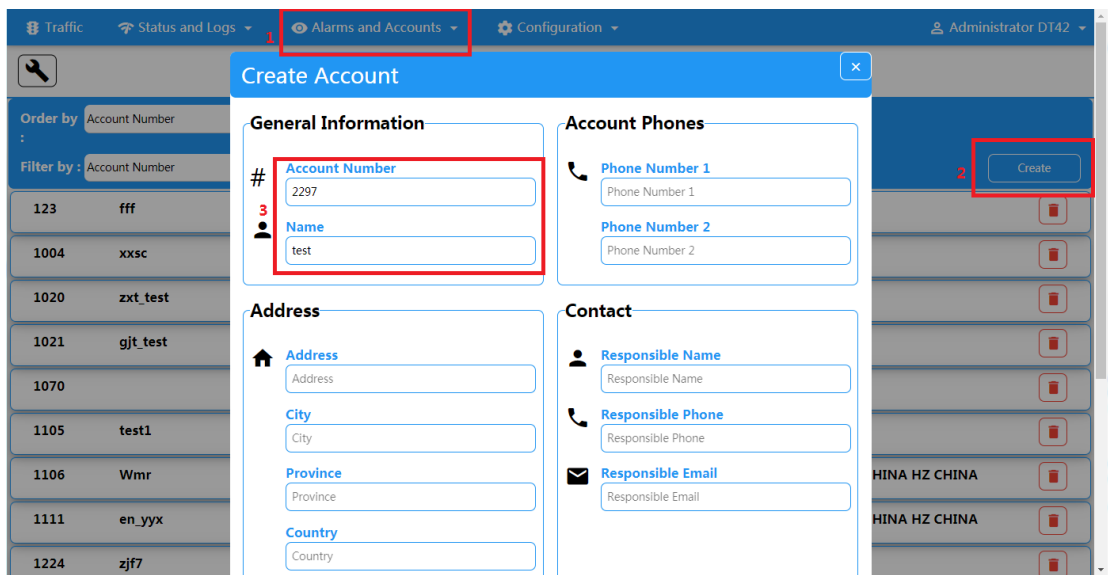 Traffic Status and Logs Alarms and Accounts Configuration Administrator DT42
1
Create Account ×
Order by : Account Number
Filter by : Account Number
2 Create
General Information
# Account Number
2297
3
Name
test
Account Phones
Phone Number 1
Phone Number 1
Phone Number 2
Phone Number 2
Address
Address
Address
City
City
Province
Province
Country
Country
Contact
Responsible Name
Responsible Name
Responsible Phone
Responsible Phone
Responsible Email
Responsible Email
123 fff
1004 xxsc
1020 zxt_test
1021 gjt_test
1070
1105 test1
1106 Wmr HINA HZ CHINA
1111 en_yyx HINA HZ CHINA
1224 zjf7